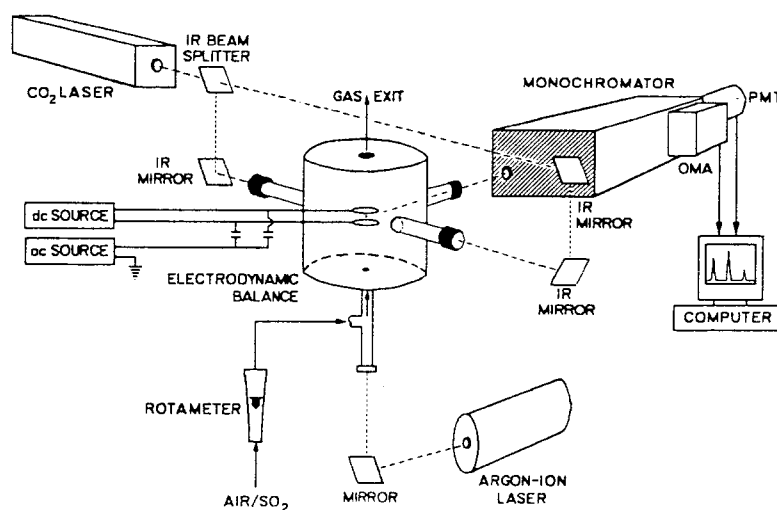 IR BEAM
SPLITTER
CO₂ LASER
GAS EXIT
MONOCHROMATOR
PMT
OMA
IR
MIRROR
IR
MIRROR
dc SOURCE
ac SOURCE
ELECTRODYNAMIC
BALANCE
IR
MIRROR
COMPUTER
ROTAMETER
AIR/SO₂
MIRROR
ARGON-ION
LASER